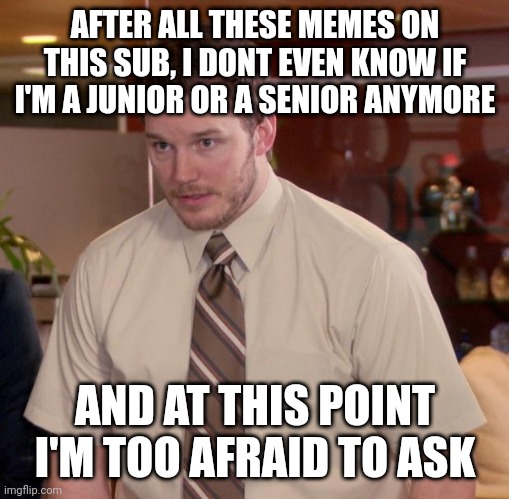 AFTER ALL THESE MEMES ON
THIS SUB, I DONT EVEN KNOW IF
I'M A JUNIOR OR A SENIOR ANYMORE
AND AT THIS POINT
I'M TOO AFRAID TO ASK
imgflip.com